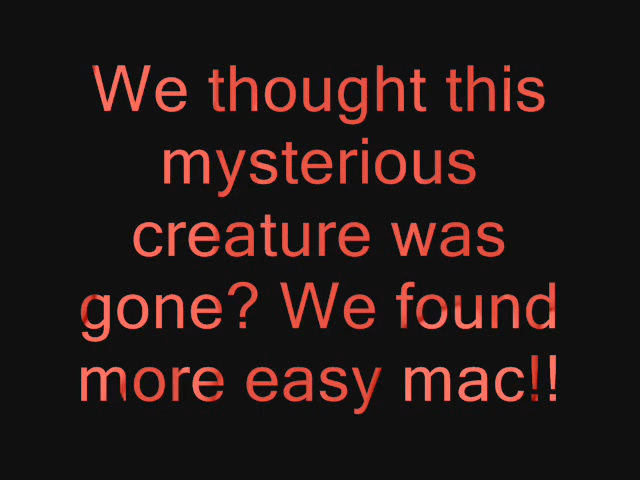 We thought this
mysterious
creature was
gone? We found
more easy mac!!